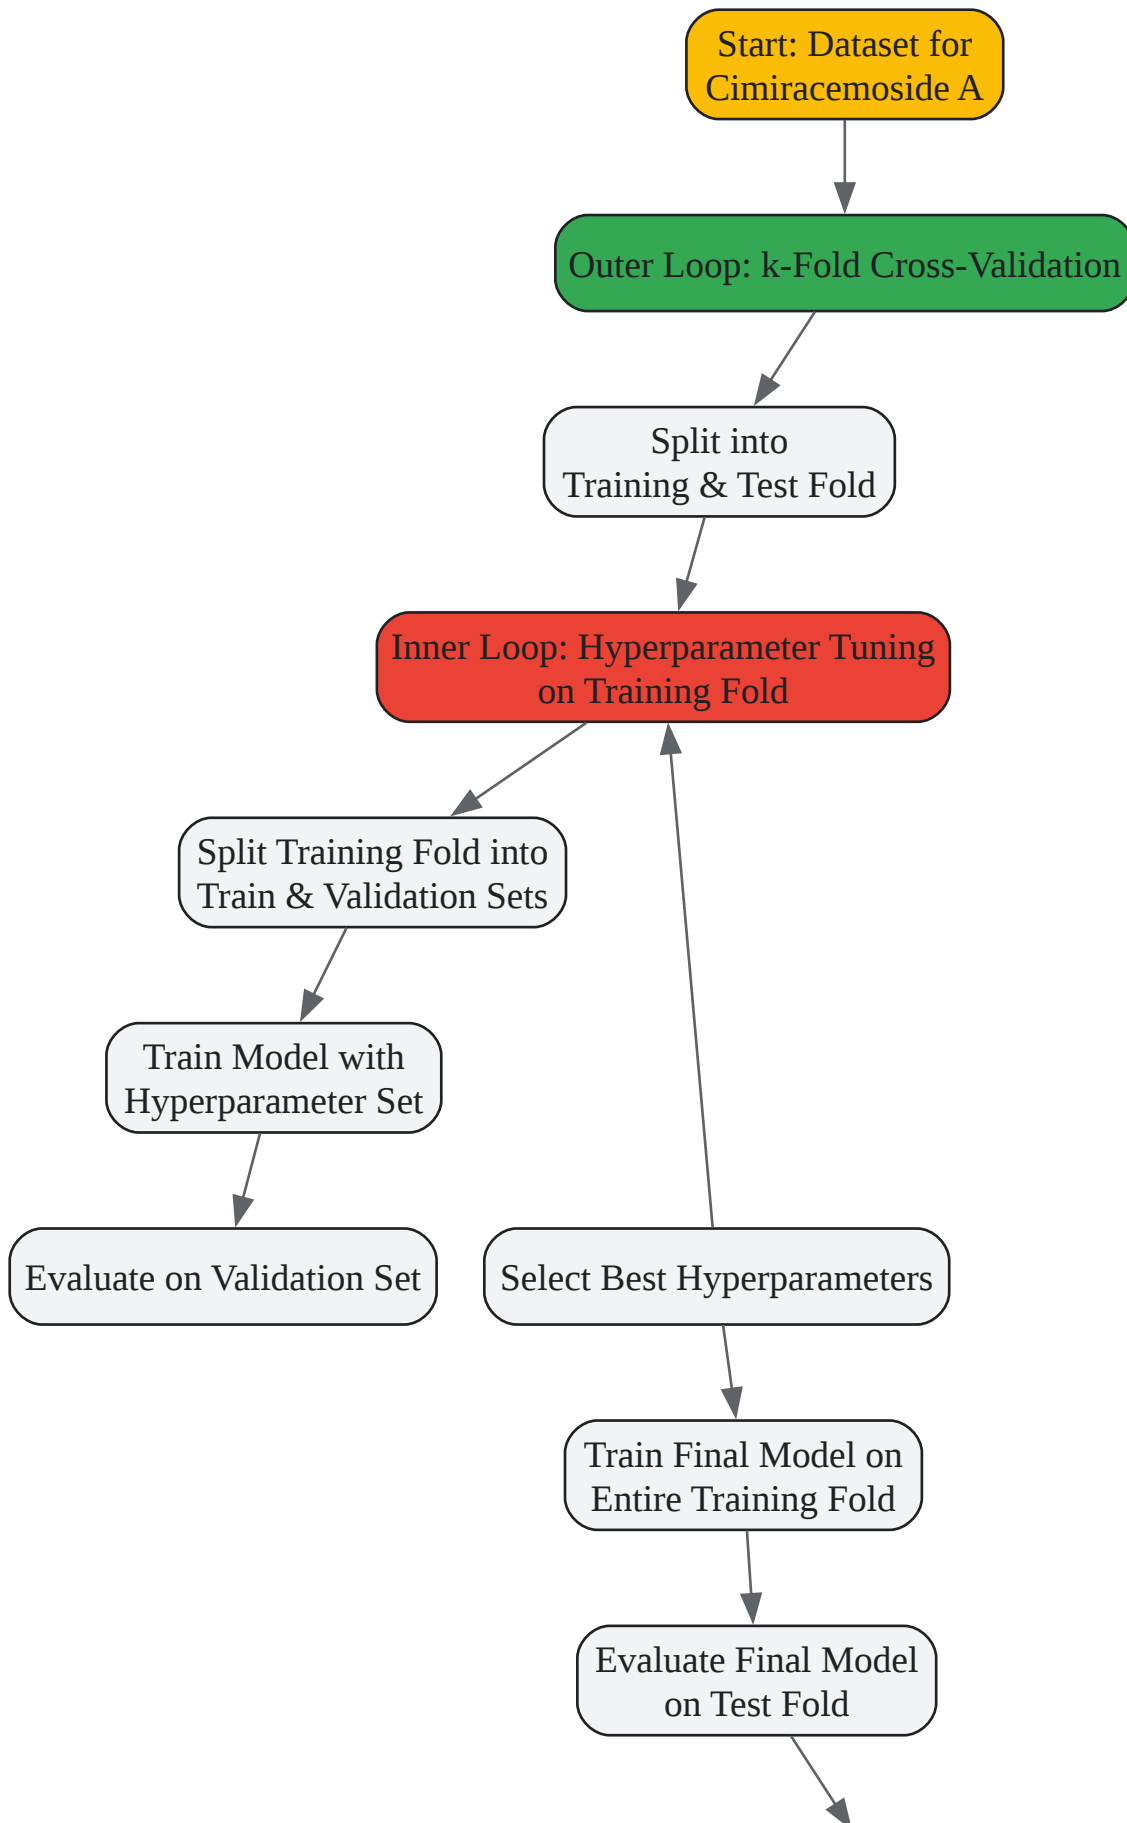 Start: Dataset for
Cimiracemoside A
Outer Loop: k-Fold Cross-Validation
Split into
Training & Test Fold
Inner Loop: Hyperparameter Tuning
on Training Fold
Split Training Fold into
Train & Validation Sets
Train Model with
Hyperparameter Set
Evaluate on Validation Set
Select Best Hyperparameters
Train Final Model on
Entire Training Fold
Evaluate Final Model
on Test Fold